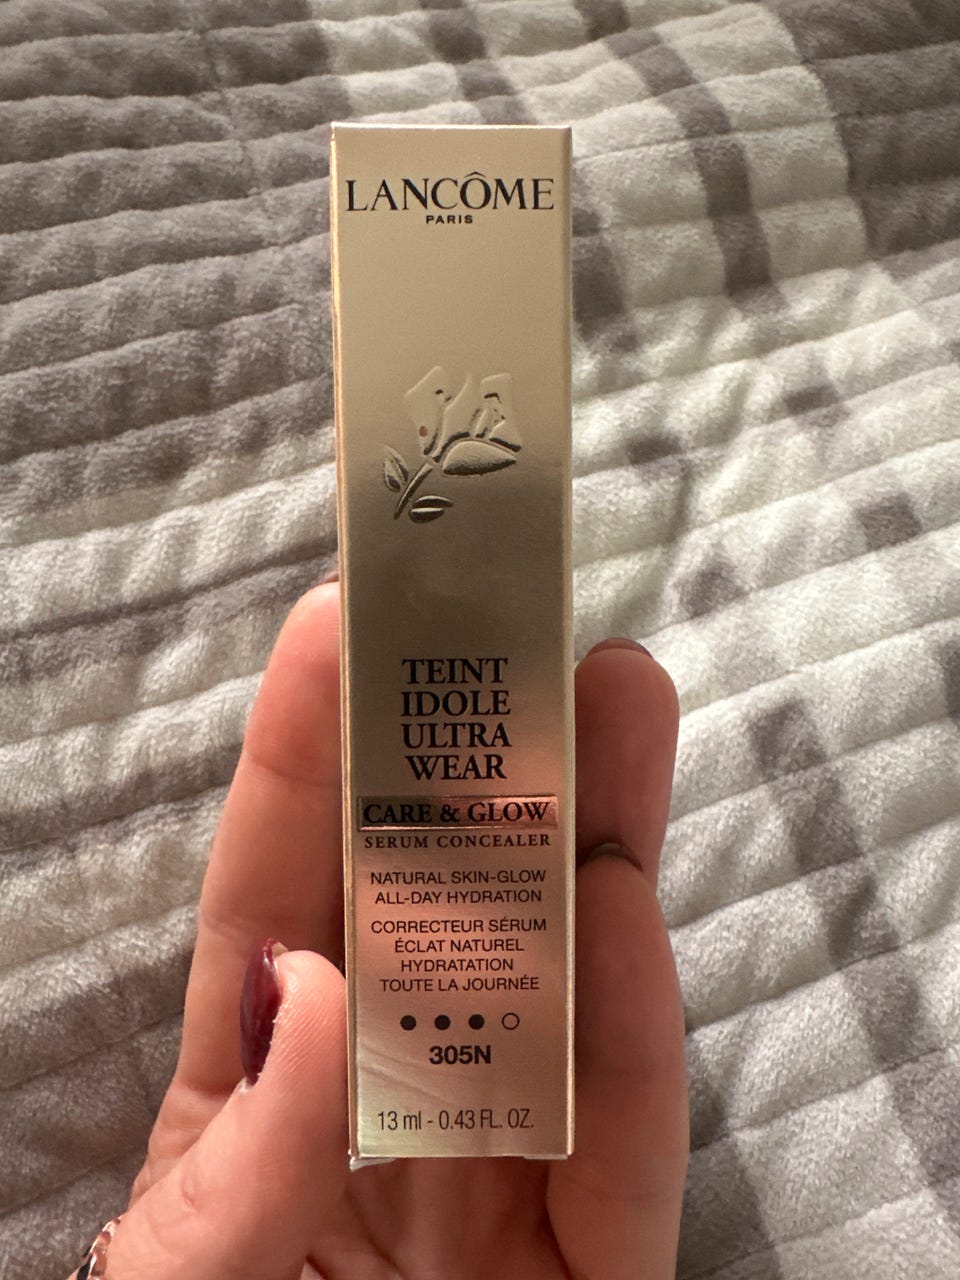 LANCÔME
PARIS
TEINT
IDOLE
ULTRA
WEAR
CARE & GLOW
SERUM CONCEALER
NATURAL SKIN-GLOW
ALL-DAY HYDRATION
CORRECTEUR SÉRUM
ÉCLAT NATUREL
HYDRATATION
TOUTE LA JOURNÉE
305N
13 ml - 0.43 FL. OZ.